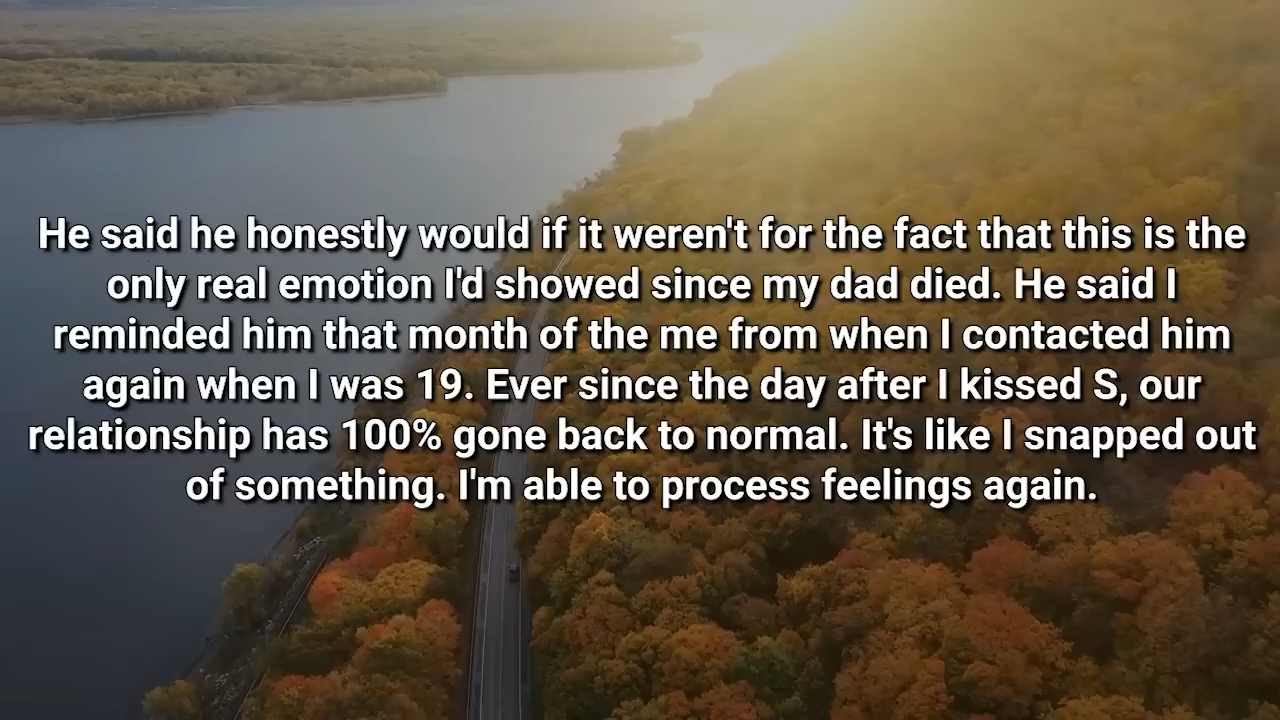 He said he honestly would if it weren't for the fact that this is the
only real emotion I'd showed since my dad died. He said I
reminded him that month of the me from when I contacted him
again when I was 19. Ever since the day after I kissed S, our
relationship has 100% gone back to normal. It's like I snapped out
of something. I'm able to process feelings again.